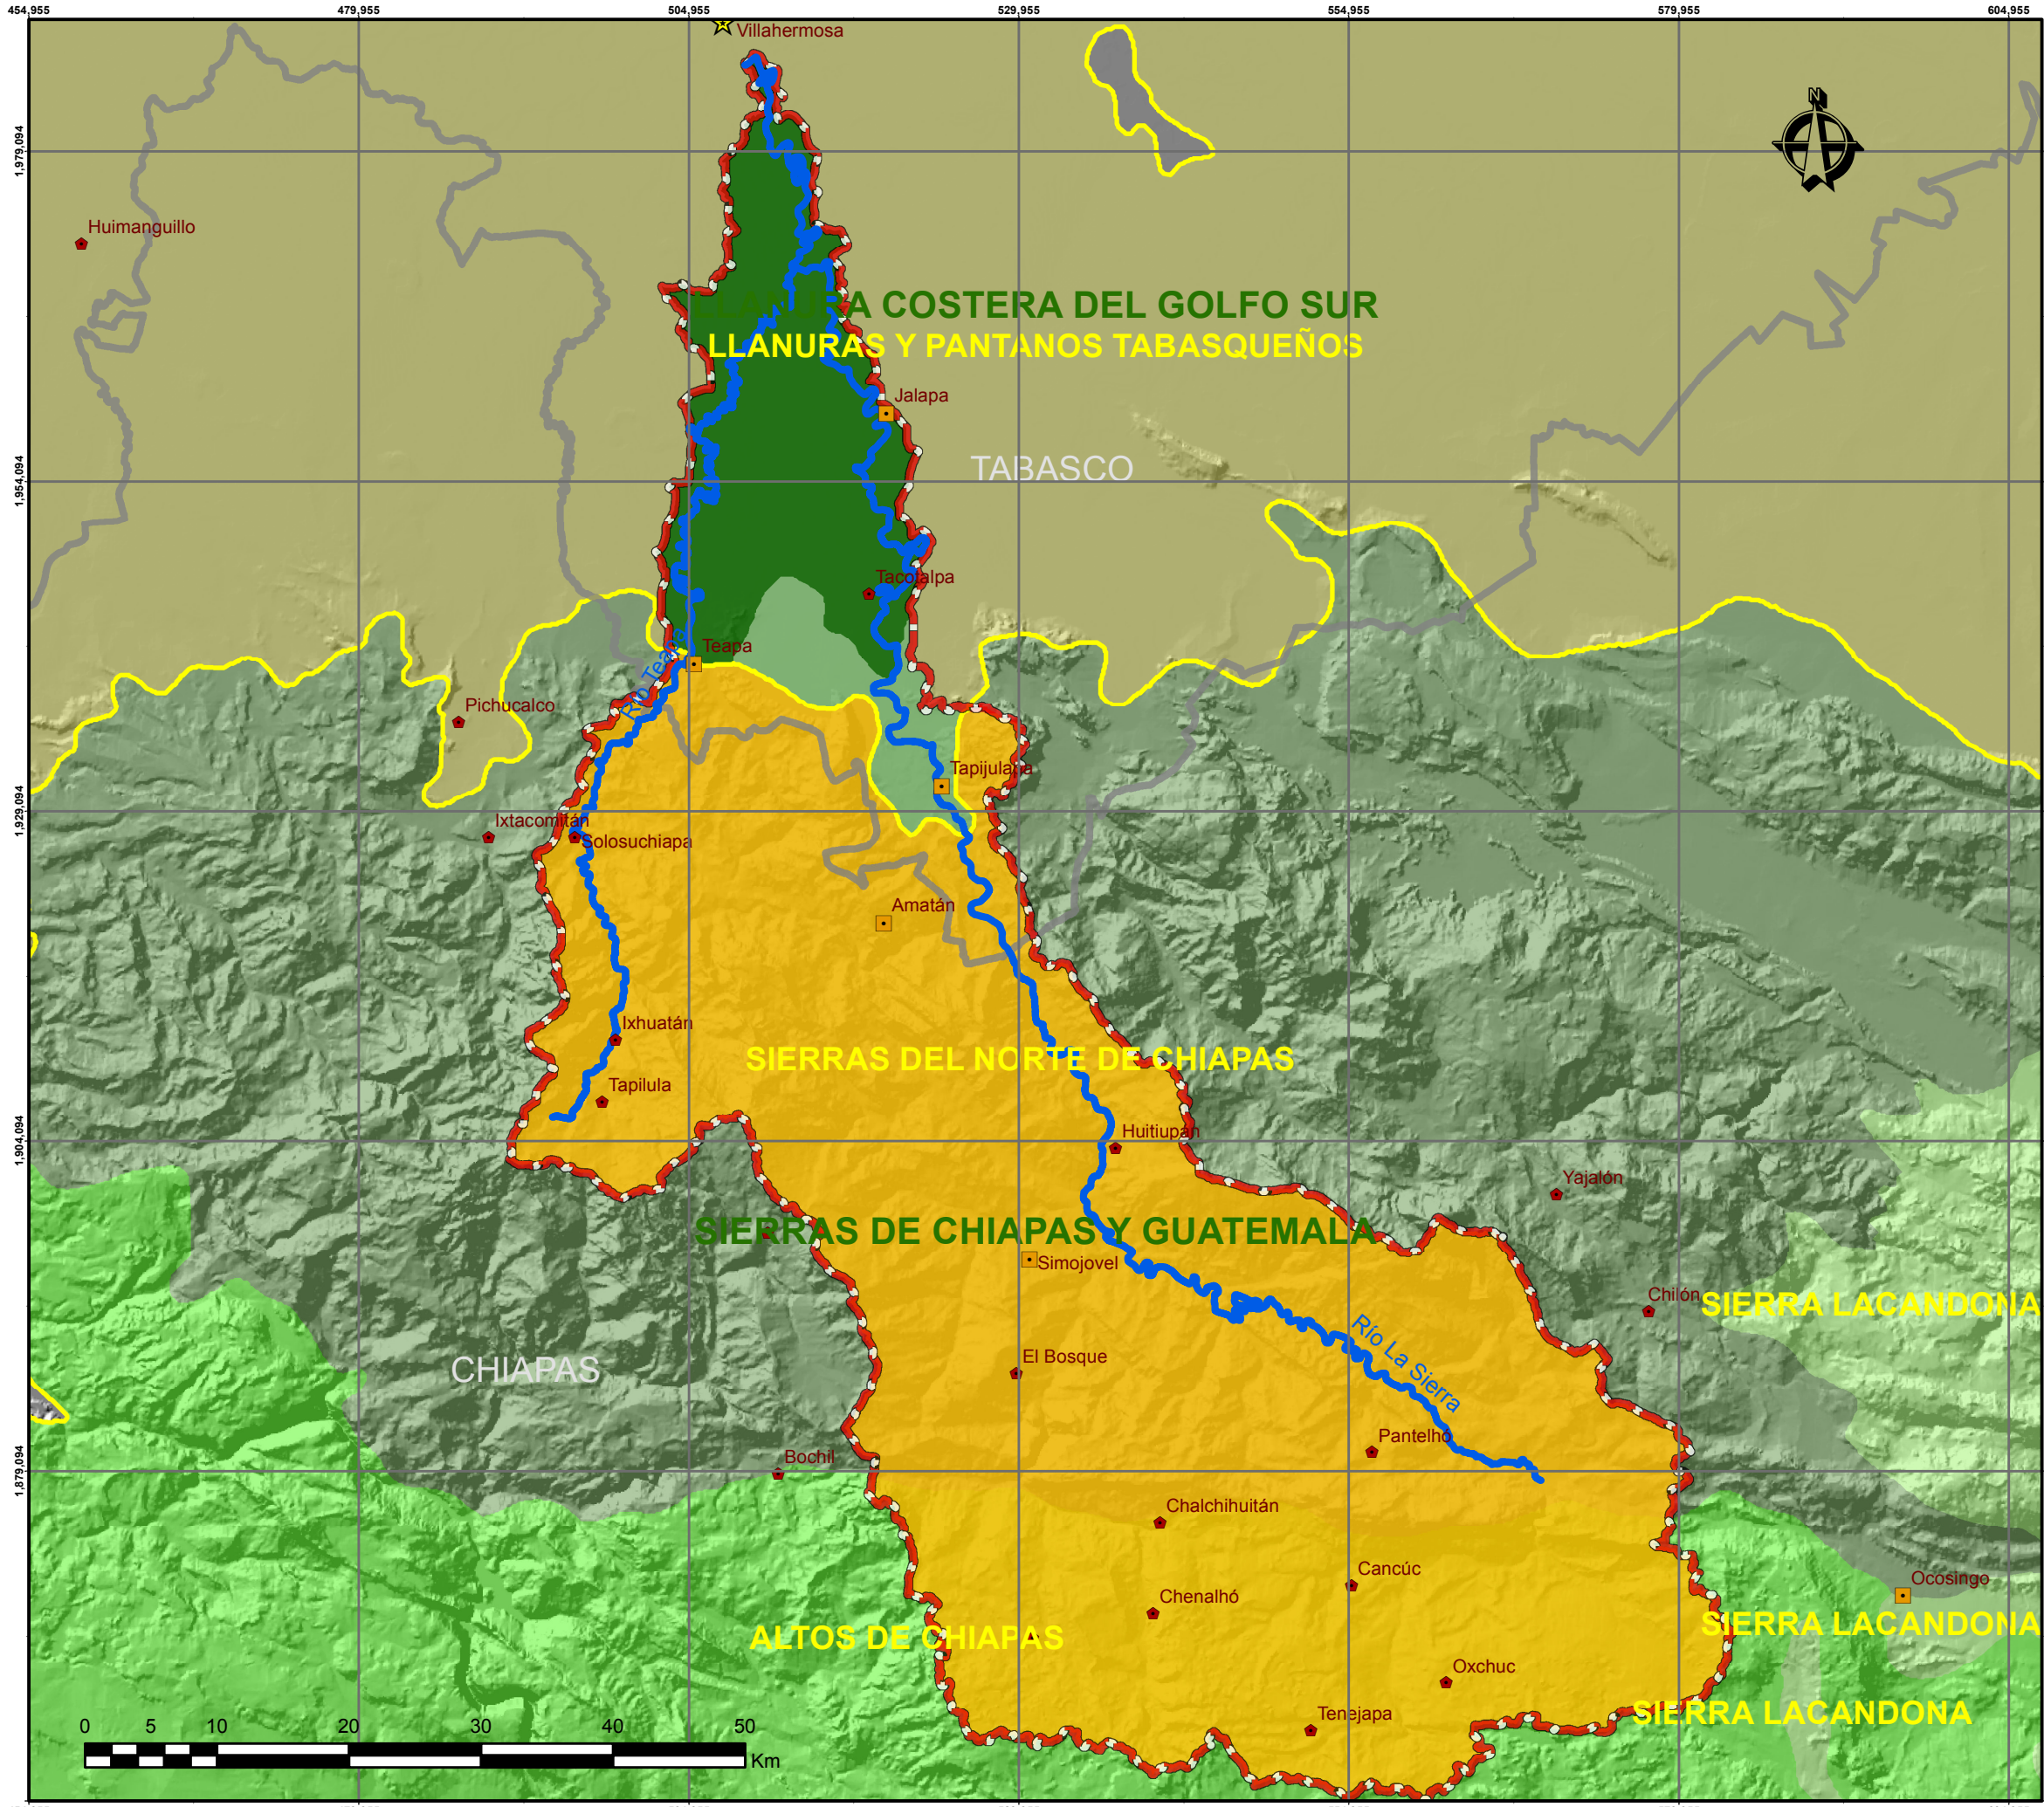 454,955
479,955
504,955
529,955
554,955
579,955
604,955
Villahermosa
N
1,979,094
Huimanguillo
COSTERA DEL GOLFO SUR
LLANURAS Y PANTANOS TABASQUEÑOS
Jalapa
TABASCO
1,954,094
Tacotalpa
Teapa
Río Teapa
Pichucalco
Tapijulapa
1,929,094
Ixtacomitán
Solosuchiapa
Amatán
Ixhuatán
SIERRAS DEL NORTE DE CHIAPAS
Tapilula
Huitiupán
1,904,094
Yajalón
SIERRAS DE CHIAPAS Y GUATEMALA
Simojovel
Chilón
SIERRA LACANDONA
Río La Sierra
El Bosque
CHIAPAS
Pantelhó
Bochil
1,879,094
Chalchihuitán
Cancúc
Ocosingo
Chenalhó
SIERRA LACANDONA
ALTOS DE CHIAPAS
Oxchuc
SIERRA LACANDONA
Tenejapa
0 5 10 20 30 40 50
Km